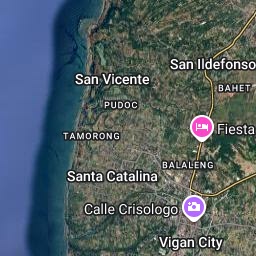 San Ildefonso
San Vicente
BAHET
PUDOC
Fiesta
TAMORONG
BALALENG
Santa Catalina
Calle Crisologo
Vigan City